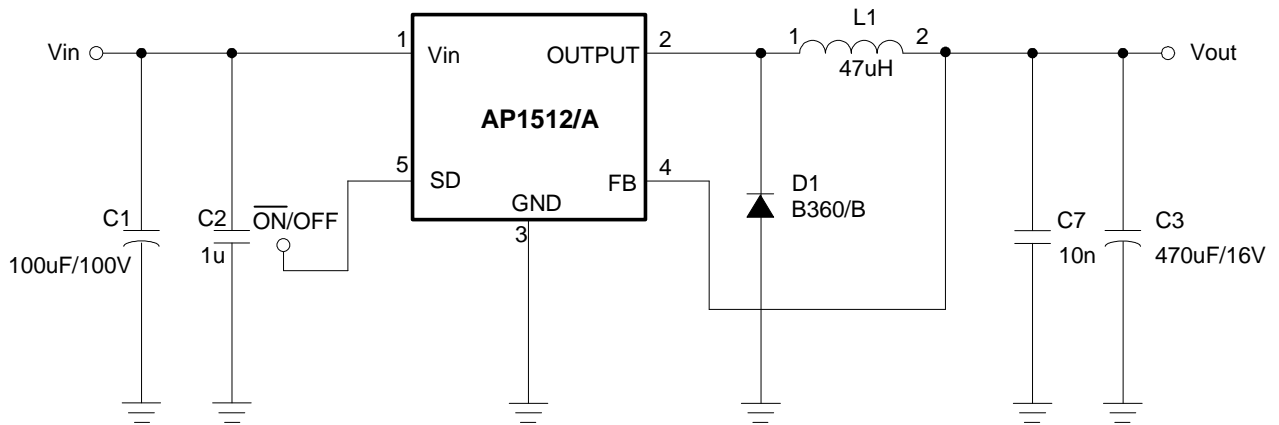 L1
1
2
47uH
Vin
1
Vin
OUTPUT
2
Vout
AP1512/A
5
SD
FB
4
GND
3
ON/OFF
C1
100uF/100V
C2
1u
D1
B360/B
C7
10n
C3
470uF/16V